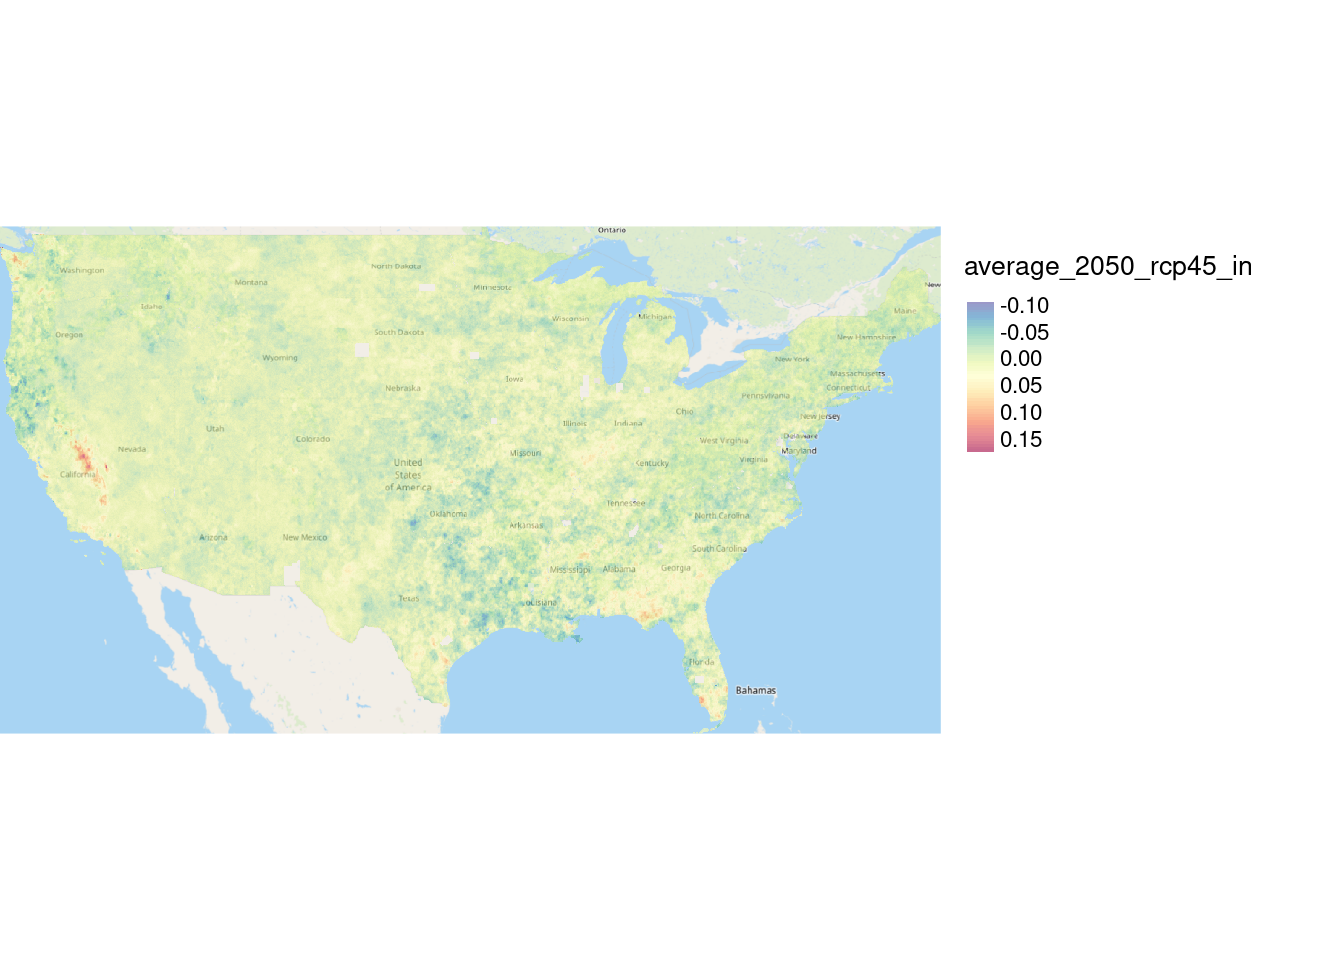 Ontario
Washington
North Dakota
Montana
Minnesota
New
Idaho
Maine
Wisconsin
Michigan
Oregon
South Dakota
New Hampshire
Wyoming
New York
Massachusetts
Iowa
Nebraska
Connecticut
Pennsylvania
Ohio
New Jersey
Illinois
Indiana
Utah
Colorado
West Virginia
Delaware
Nevada
Missouri
Maryland
Kentucky
Virginia
United
States
of America
California
Tennessee
Oklahoma
North Carolina
Arkansas
Arizona
New Mexico
South Carolina
Mississippi
Alabama
Georgia
Texas
Louisiana
Florida
Bahamas
average_2050_rcp45_in
-0.10
-0.05
0.00
0.05
0.10
0.15